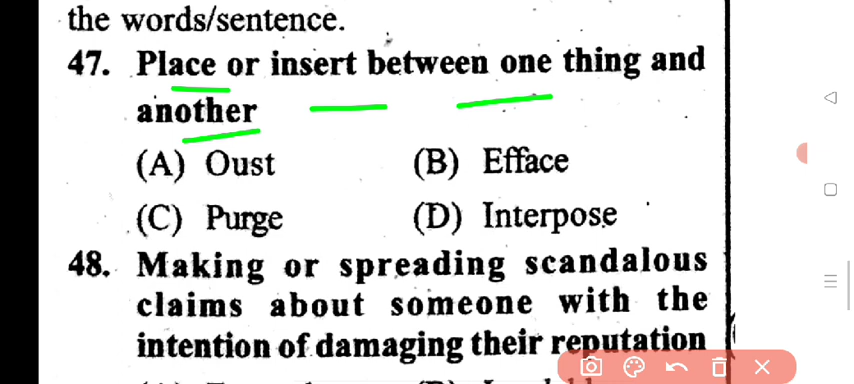 the words/sentence.
47. Place or insert between one thing and
another
(A) Oust (B) Efface
(C) Purge (D) Interpose
48. Making or spreading scandalous
claims about someone with the
intention of damaging their reputation